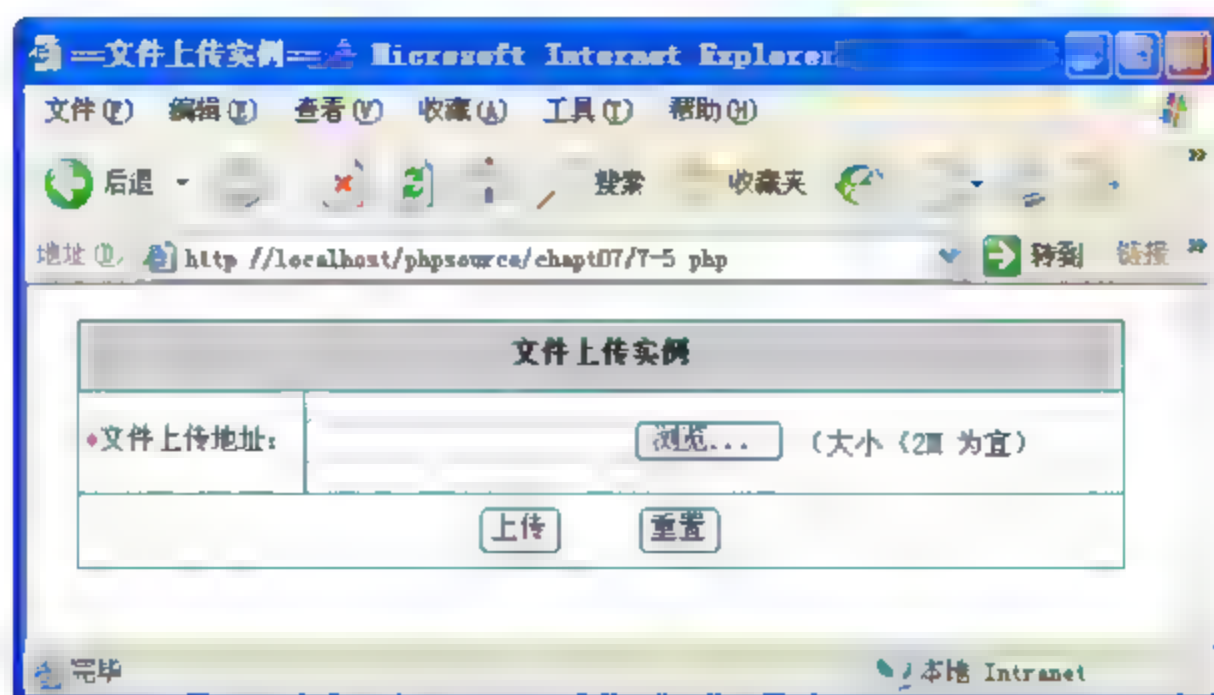 ==文件上传实例== Microsoft Internet Explorer
文件(F) 编辑(E) 查看(V) 收藏(A) 工具(T) 帮助(H)
后退 搜索 收藏夹 »
地址(D) http //localhost/phpsource/chapt07/7-5 php 转到 链接 »
文件上传实例
文件上传地址: 浏览... (大小〈2M 为宜)
上传 重置
完毕 本地 Intranet